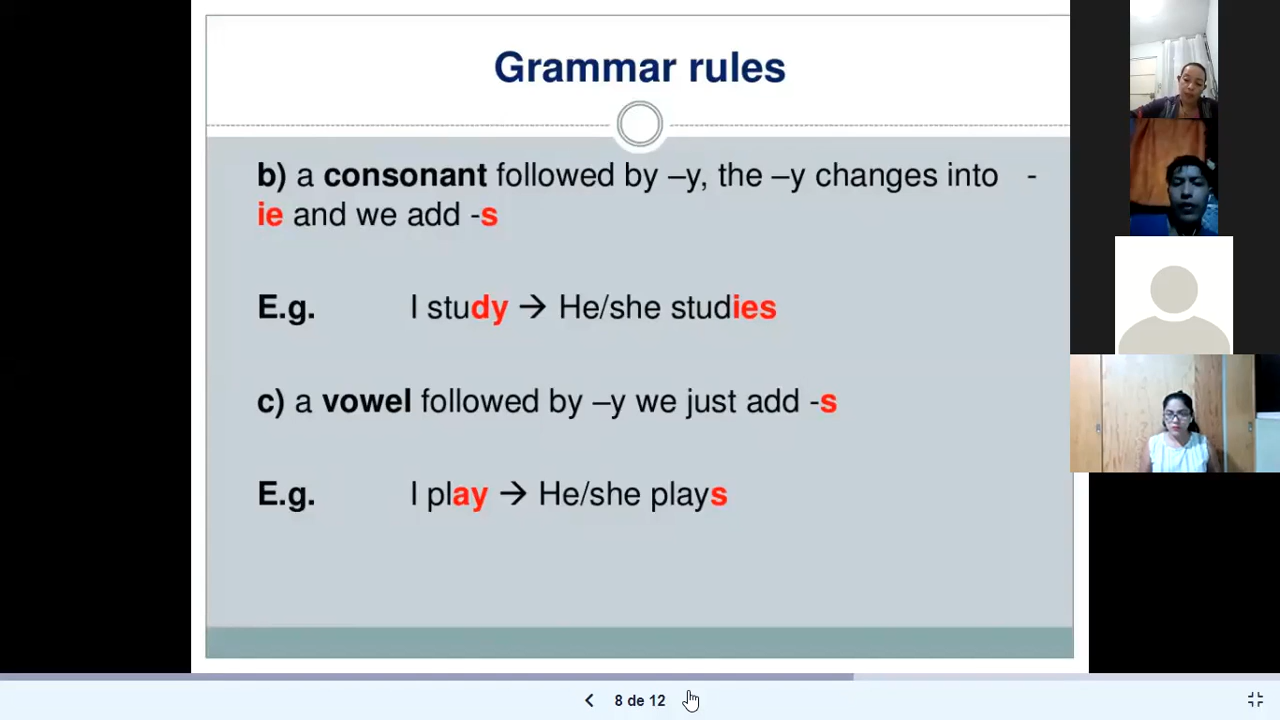 Grammar rules
b) a consonant followed by –y, the –y changes into -
ie and we add -s
E.g. I study → He/she studies
c) a vowel followed by –y we just add -s
E.g. I play → He/she plays
8 de 12